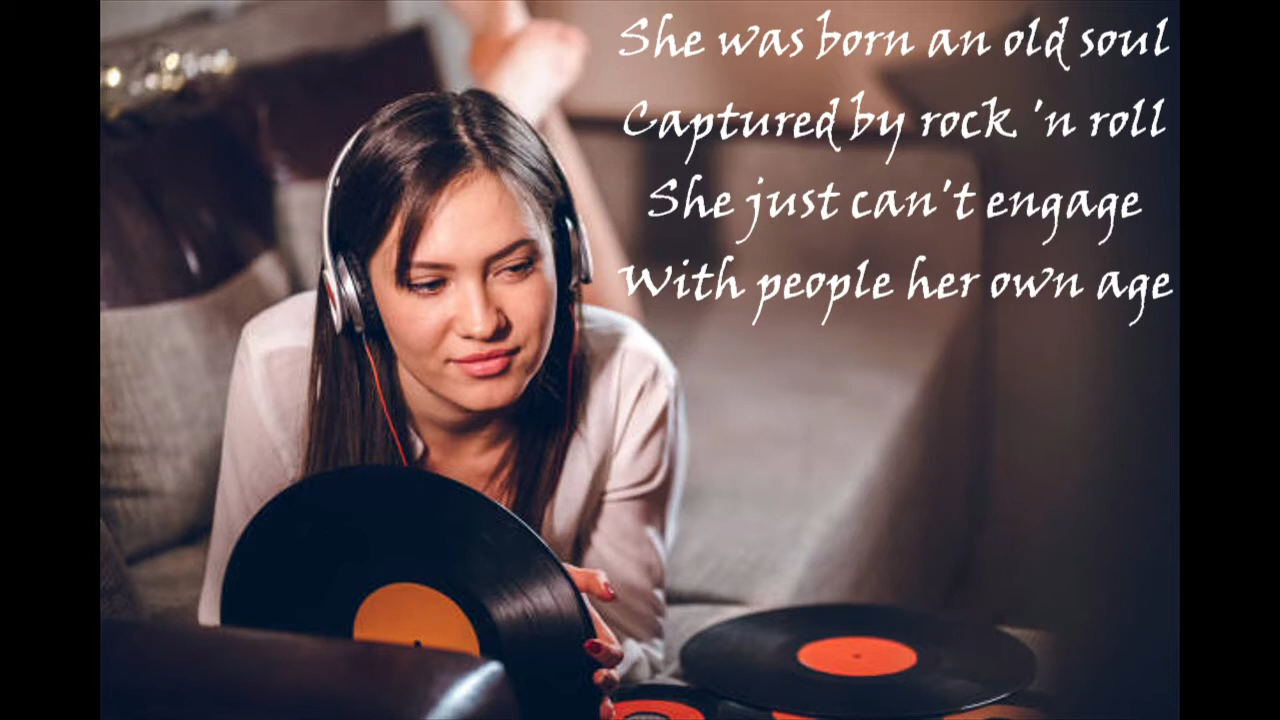 She was born an old soul
Captured by rock 'n roll
She just can't engage
With people her own age